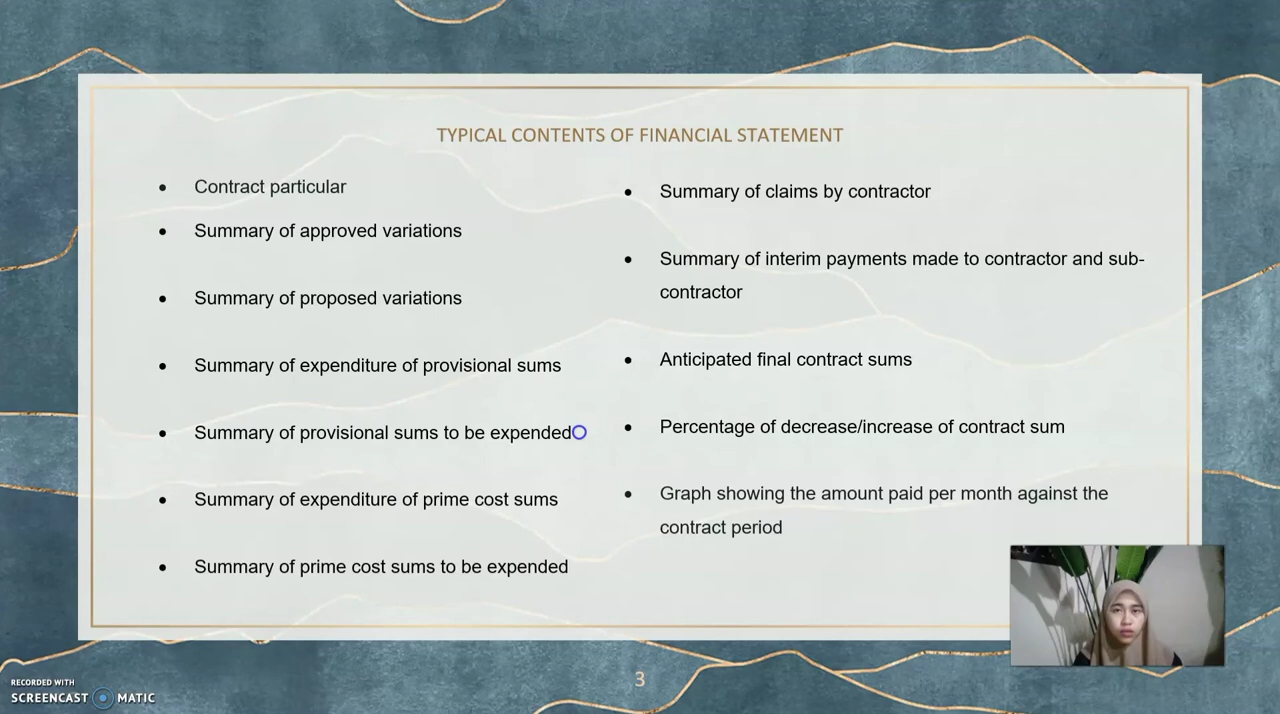 TYPICAL CONTENTS OF FINANCIAL STATEMENT
• Contract particular
• Summary of approved variations
• Summary of proposed variations
• Summary of expenditure of provisional sums
• Summary of provisional sums to be expended
• Summary of expenditure of prime cost sums
• Summary of prime cost sums to be expended
• Summary of claims by contractor
• Summary of interim payments made to contractor and sub-
contractor
• Anticipated final contract sums
• Percentage of decrease/increase of contract sum
• Graph showing the amount paid per month against the
contract period
3
RECORDED WITH
SCREENCAST MATIC